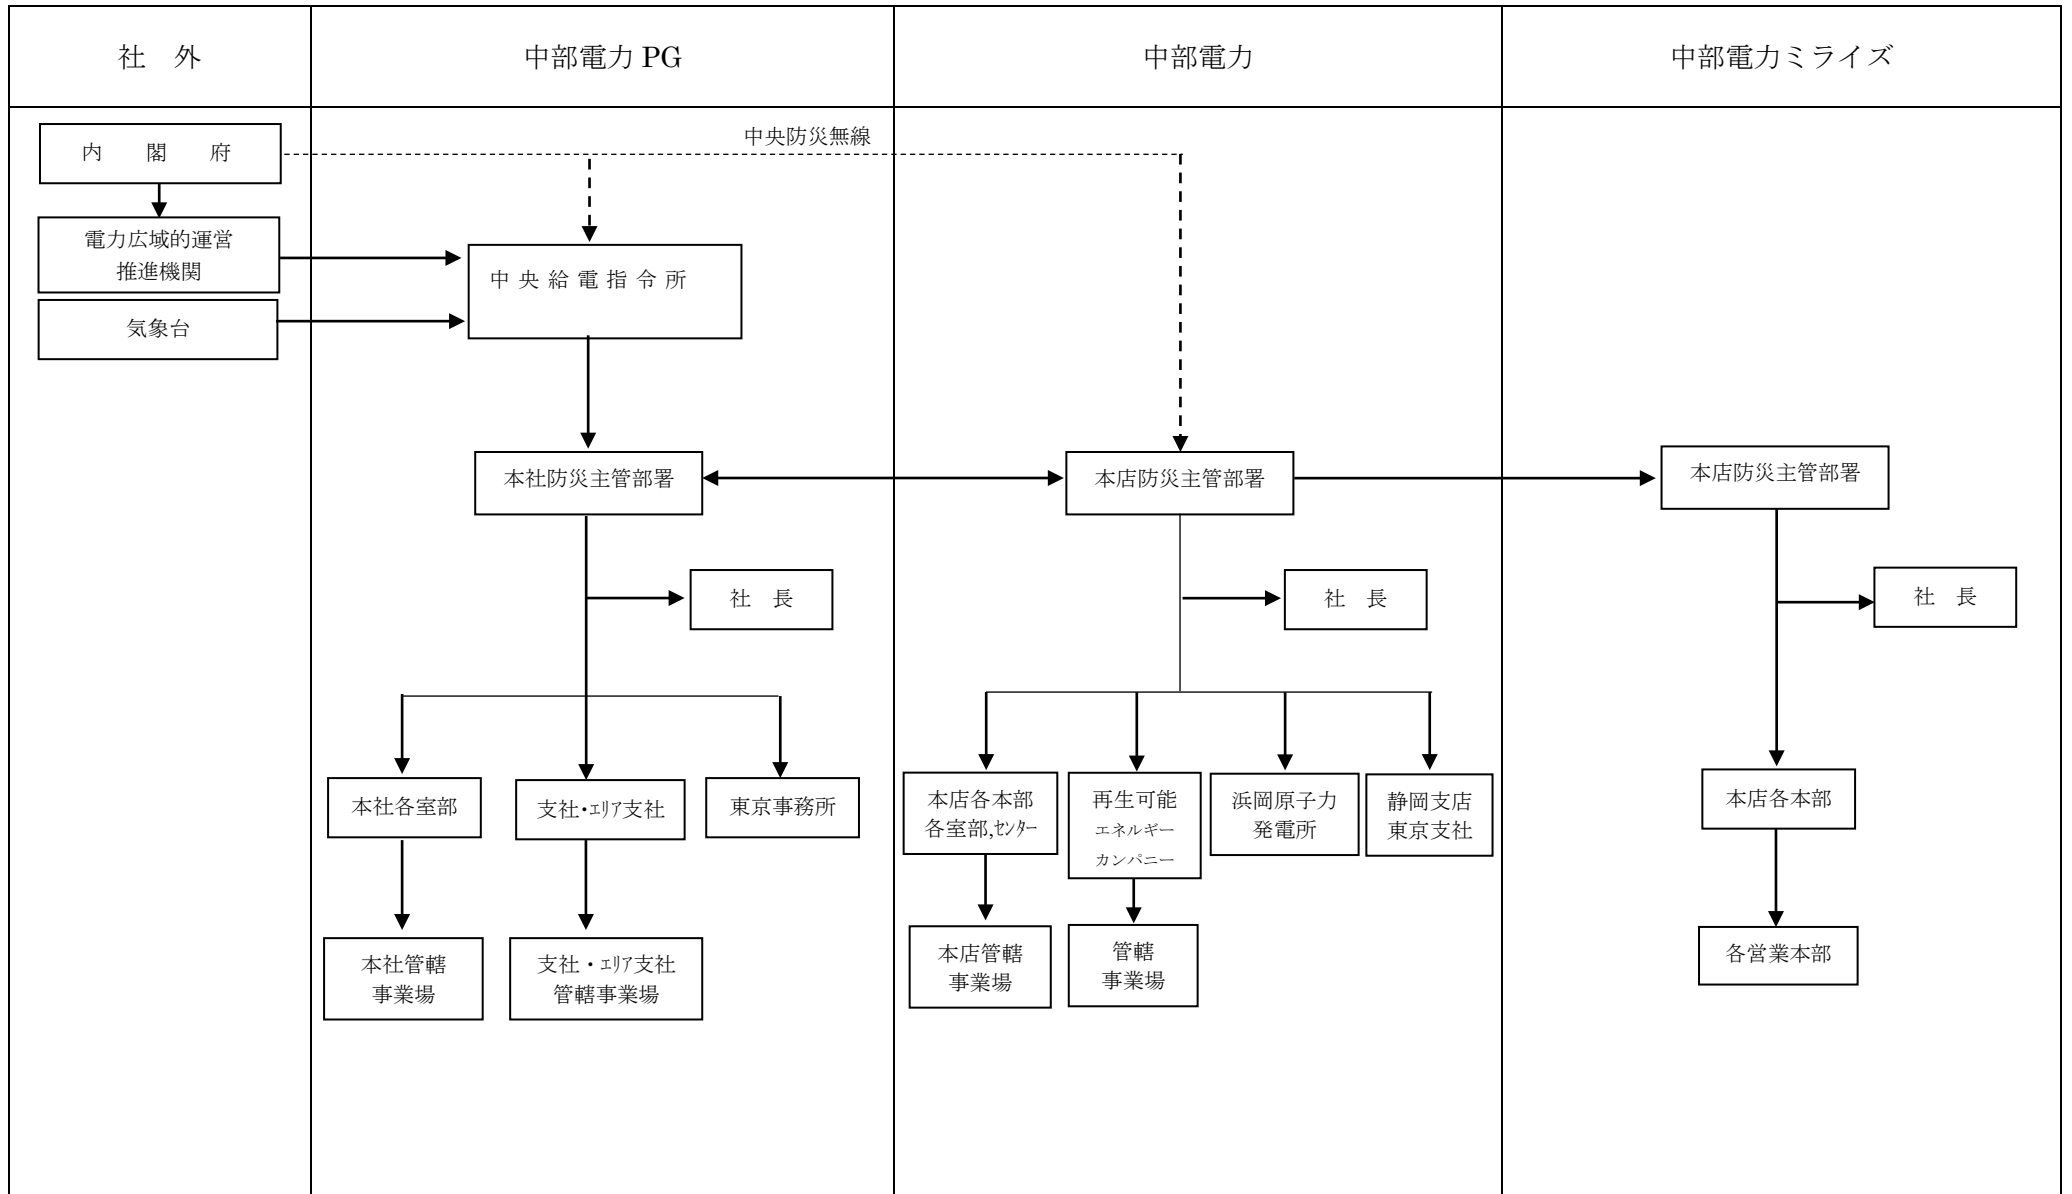 社　外
中部電力 PG
中部電力
中部電力ミライズ
内　閣　府
中央防災無線
電力広域的運営
推進機関
気象台
中央給電指令所
本社防災主管部署
本店防災主管部署
本店防災主管部署
社　長
社　長
社　長
本社各室部
支社・ｴﾘｱ支社
東京事務所
本店各本部
各室部,ｾﾝﾀｰ
再生可能
エネルギー
カンパニー
浜岡原子力
発電所
静岡支店
東京支社
本店各本部
本社管轄
事業場
支社・ｴﾘｱ支社
管轄事業場
本店管轄
事業場
管轄
事業場
各営業本部